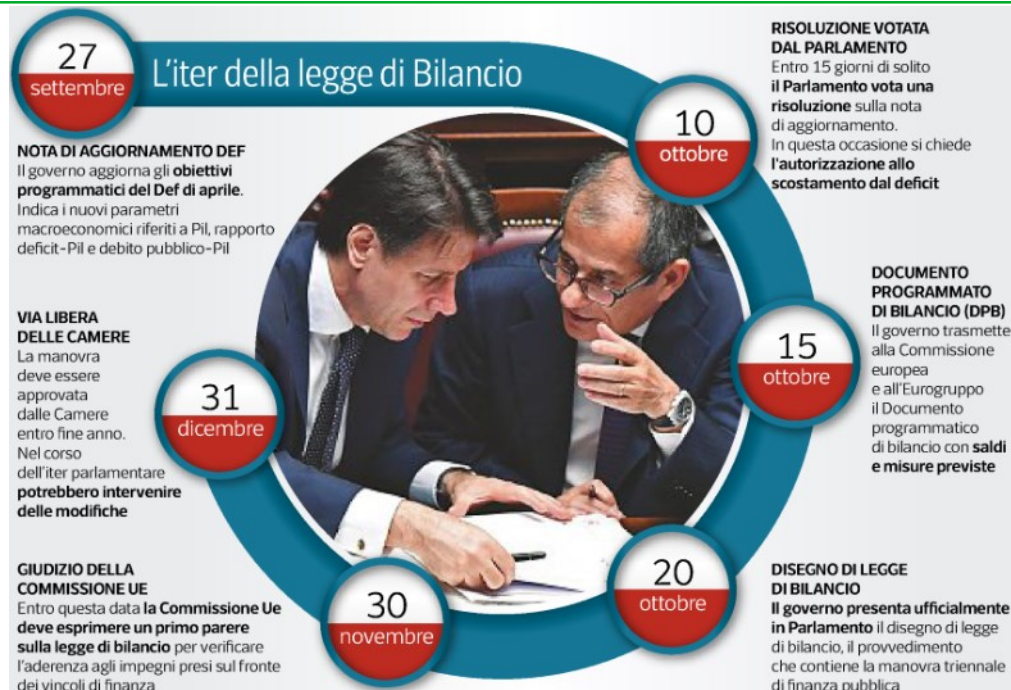 27
settembre
L'iter della legge di Bilancio
NOTA DI AGGIORNAMENTO DEF
Il governo aggiorna gli obiettivi
programmatici del Def di aprile.
Indica i nuovi parametri
macroeconomici riferiti a Pil, rapporto
deficit-Pil e debito pubblico-Pil
10
ottobre
RISOLUZIONE VOTATA
DAL PARLAMENTO
Entro 15 giorni di solito
il Parlamento vota una
risoluzione sulla nota
di aggiornamento.
In questa occasione si chiede
l'autorizzazione allo
scostamento dal deficit
15
ottobre
DOCUMENTO
PROGRAMMATO
DI BILANCIO (DPB)
Il governo trasmette
alla Commissione
europea
e all'Eurogruppo
il Documento
programmatico
di bilancio con saldi
e misure previste
20
ottobre
DISEGNO DI LEGGE
DI BILANCIO
Il governo presenta ufficialmente
in Parlamento il disegno di legge
di bilancio, il provvedimento
che contiene la manovra triennale
di finanza pubblica
30
novembre
GIUDIZIO DELLA
COMMISSIONE UE
Entro questa data la Commissione Ue
deve esprimere un primo parere
sulla legge di bilancio per verificare
l'aderenza agli impegni presi sul fronte
dei vincoli di finanza
31
dicembre
VIA LIBERA
DELLE CAMERE
La manovra
deve essere
approvata
dalle Camere
entro fine anno.
Nel corso
dell'iter parlamentare
potrebbero intervenire
delle modifiche